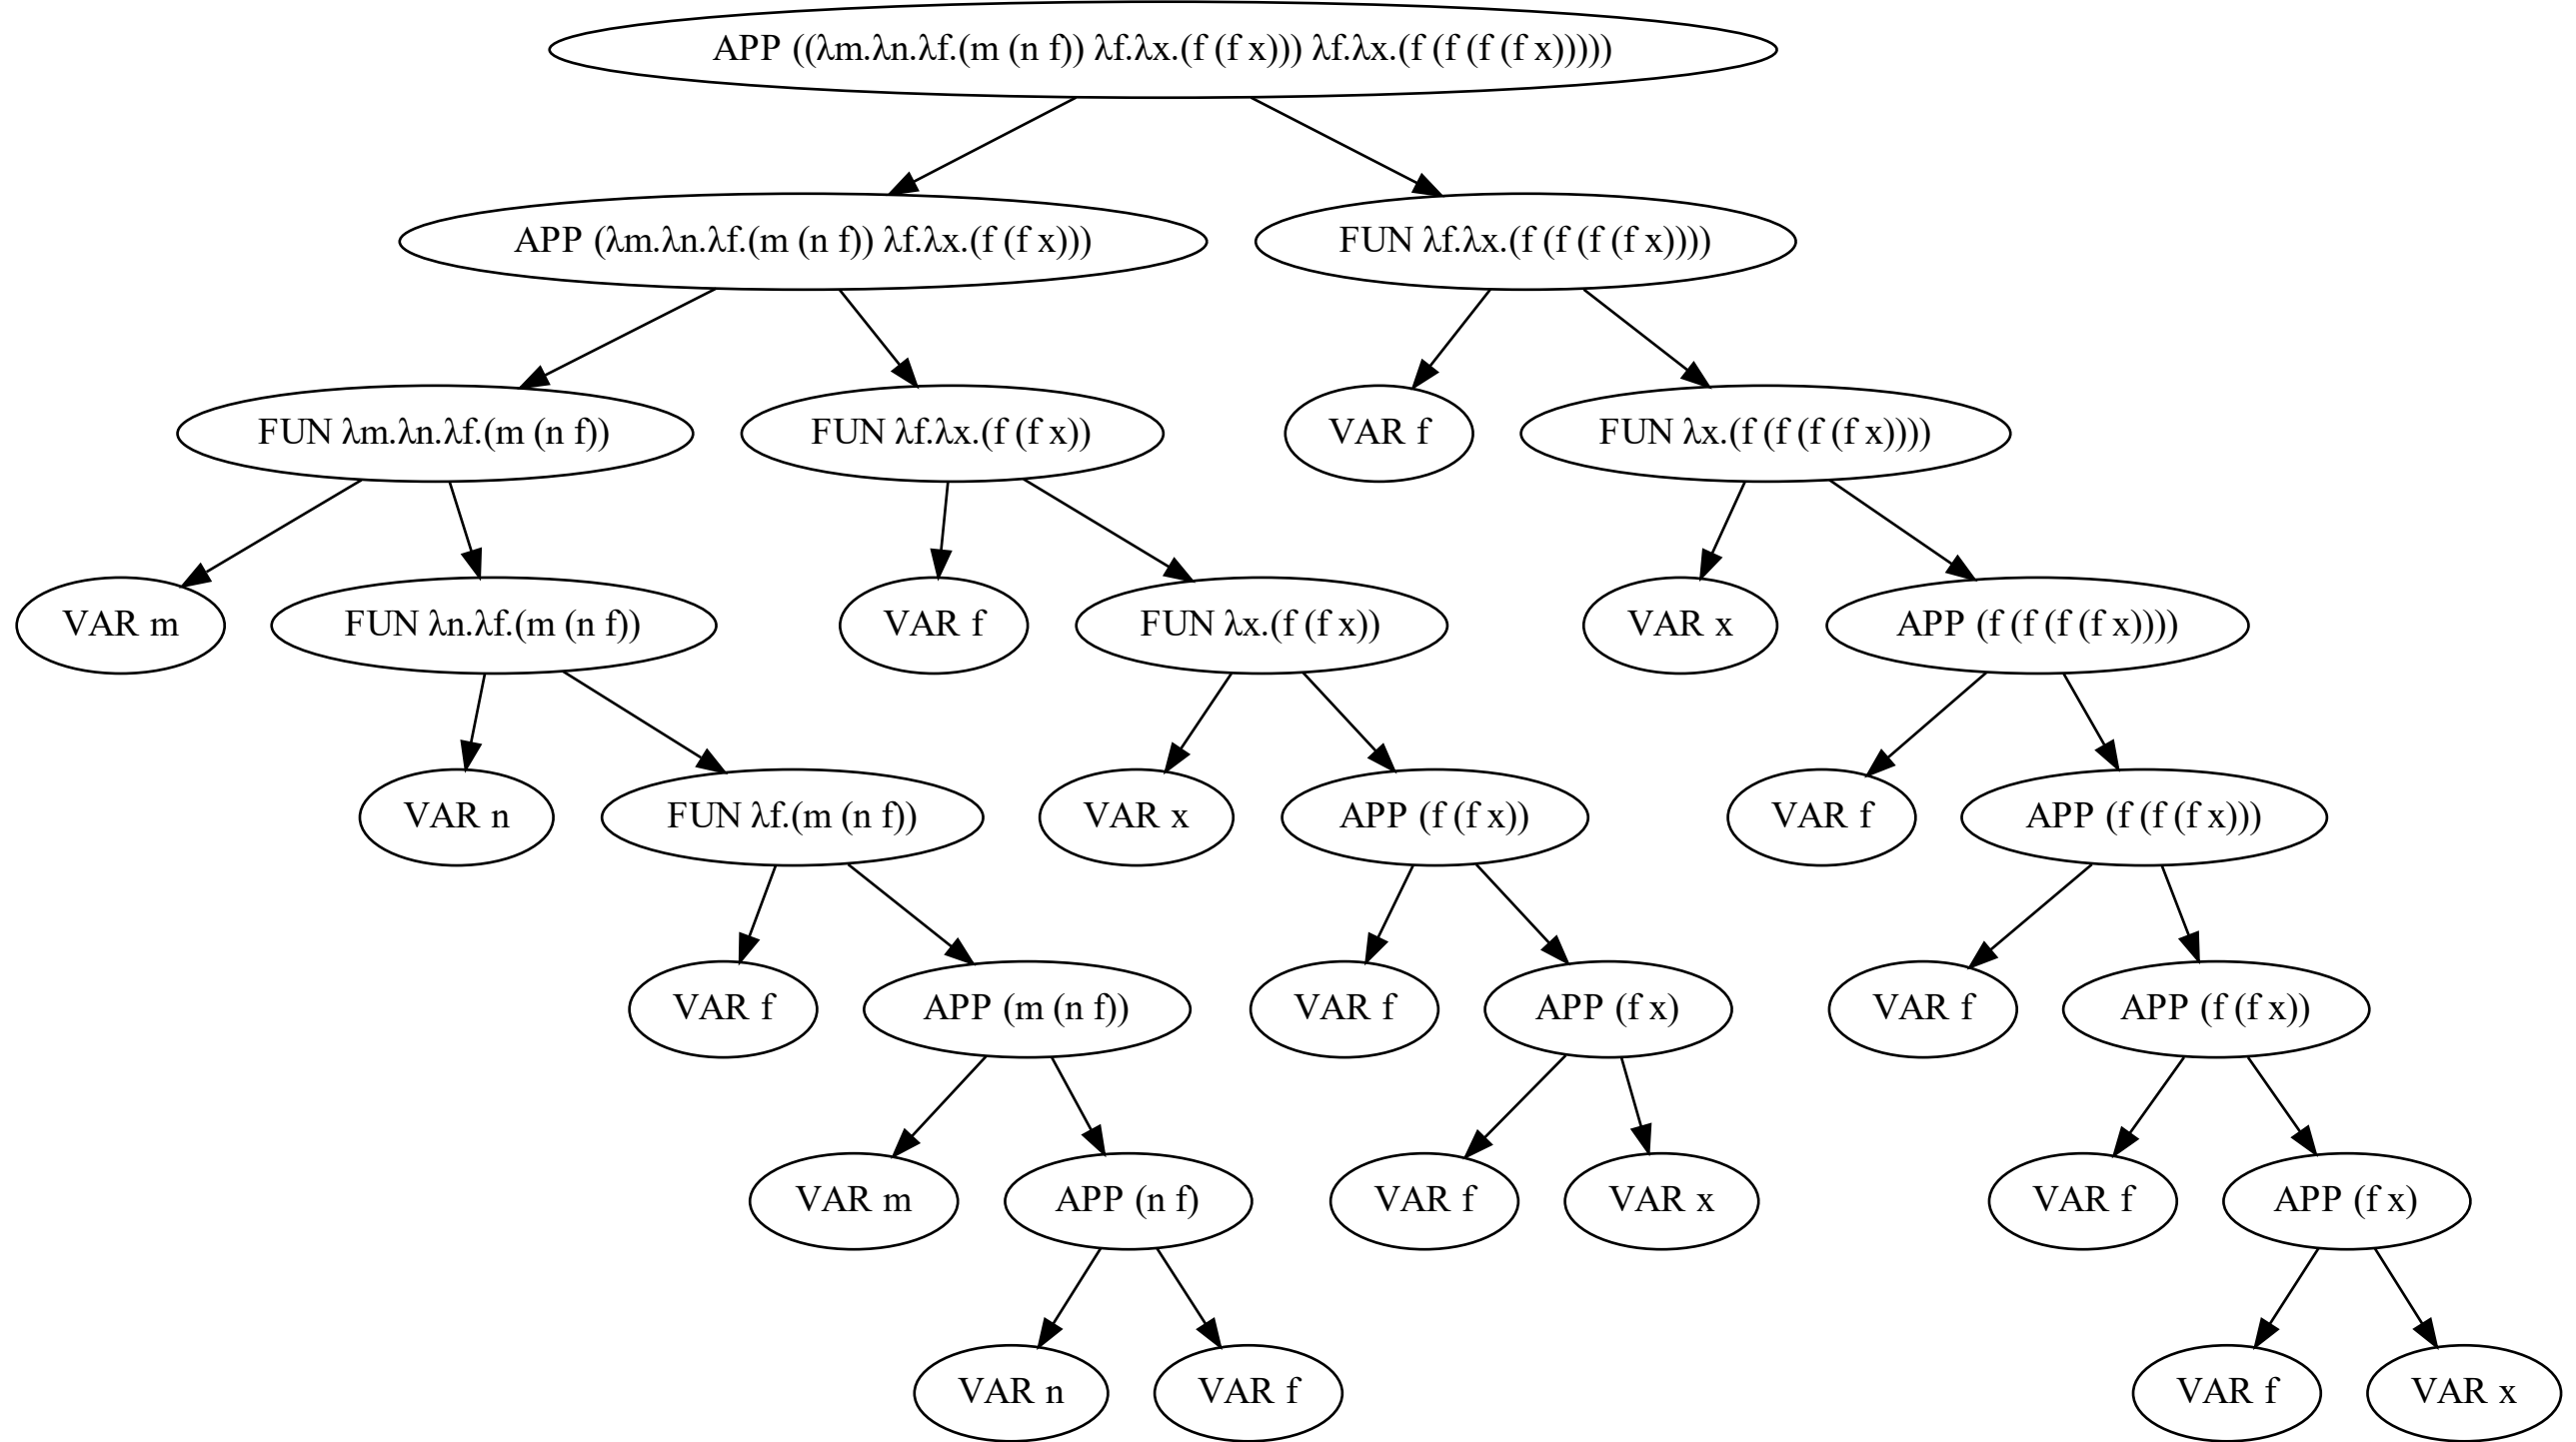 APP ((λm.λn.λf.(m (n f)) λf.λx.(f (f x))) λf.λx.(f (f (f (f x)))))
APP (λm.λn.λf.(m (n f)) λf.λx.(f (f x)))
FUN λf.λx.(f (f (f (f x))))
FUN λm.λn.λf.(m (n f))
FUN λf.λx.(f (f x))
VAR f
FUN λx.(f (f (f (f x))))
VAR m
FUN λn.λf.(m (n f))
VAR f
FUN λx.(f (f x))
VAR x
APP (f (f (f (f x))))
VAR n
FUN λf.(m (n f))
VAR x
APP (f (f x))
VAR f
APP (f (f (f x)))
VAR f
APP (m (n f))
VAR f
APP (f x)
VAR f
APP (f (f x))
VAR m
APP (n f)
VAR f
VAR x
VAR f
APP (f x)
VAR n
VAR f
VAR f
VAR x